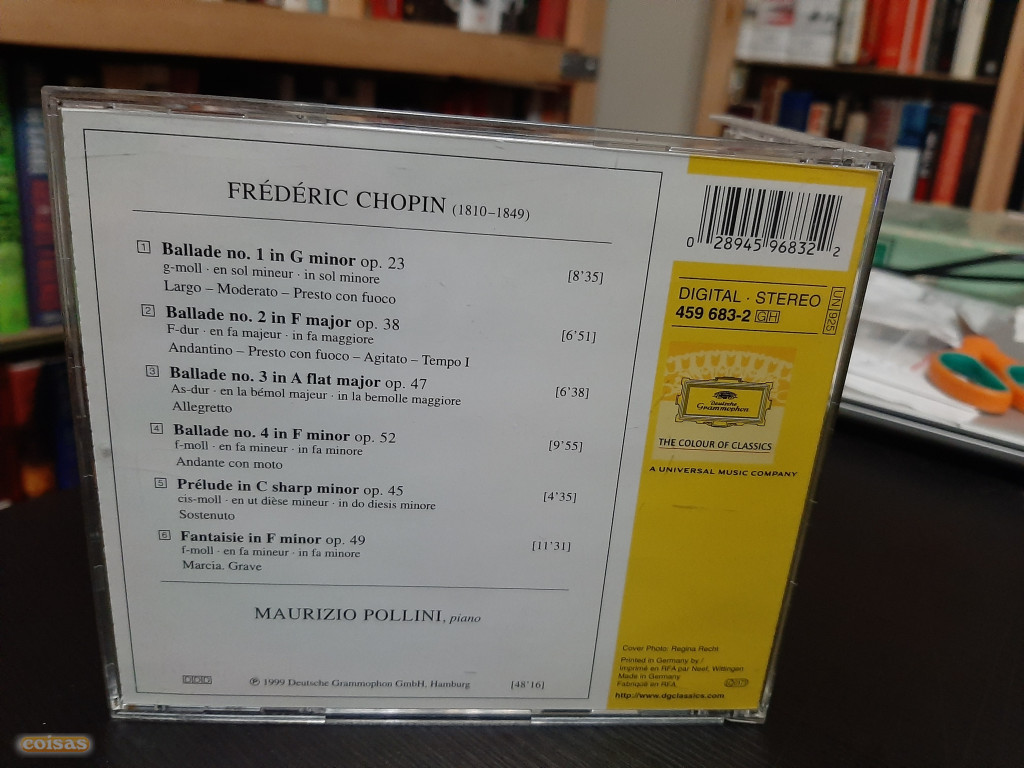 FRÉDÉRIC CHOPIN (1810–1849)
1 Ballade no. 1 in G minor op. 23
g-moll · en sol mineur · in sol minore [8'35]
Largo – Moderato – Presto con fuoco
2 Ballade no. 2 in F major op. 38
F-dur · en fa majeur · in fa maggiore [6'51]
Andantino – Presto con fuoco – Agitato – Tempo I
3 Ballade no. 3 in A flat major op. 47
As-dur · en la bémol majeur · in la bemolle maggiore [6'38]
Allegretto
4 Ballade no. 4 in F minor op. 52
f-moll · en fa mineur · in fa minore [9'55]
Andante con moto
5 Prélude in C sharp minor op. 45
cis-moll · en ut dièse mineur · in do diesis minore [4'35]
Sostenuto
6 Fantaisie in F minor op. 49
f-moll · en fa mineur · in fa minore [11'31]
Marcia. Grave
MAURIZIO POLLINI, piano
DDD ℗ 1999 Deutsche Grammophon GmbH, Hamburg [48'16]
0 28945 96832 2
DIGITAL · STEREO
459 683-2 GH
UN 925
Deutsche
Grammophon
THE COLOUR OF CLASSICS
A UNIVERSAL MUSIC COMPANY
Cover Photo: Regina Recht
Printed in Germany by /
imprimé en RFA par Neef, Wittingen
Made in Germany
Fabriqué en RFA
http://www.dgclassics.com
coisas